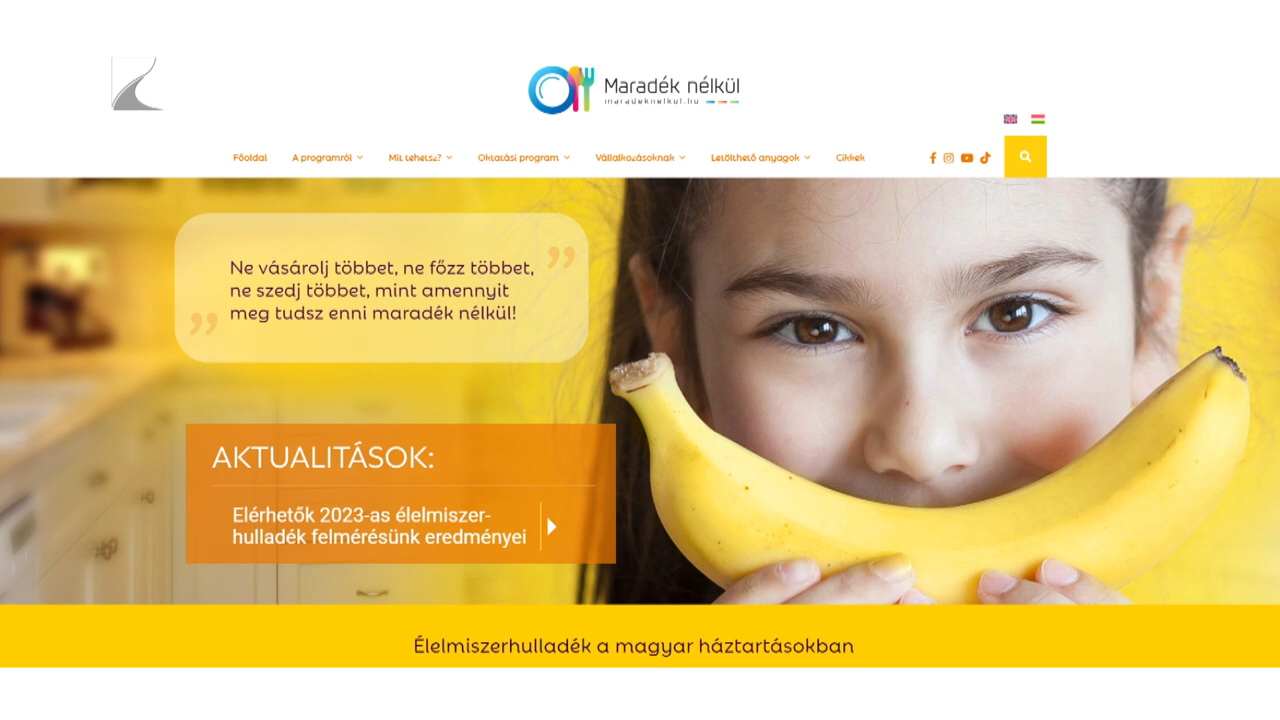 Maradék nélkül
maradeknelkul.hu
Főoldal A programról Mit tehetsz? Oktatási program Vállalkozásoknak Letölthető anyagok Cikkek
Ne vásárolj többet, ne főzz többet,
ne szedj többet, mint amennyit
meg tudsz enni maradék nélkül!
AKTUALITÁSOK:
Elérhetők 2023-as élelmiszer-
hulladék felmérésünk eredményei
Élelmiszerhulladék a magyar háztartásokban